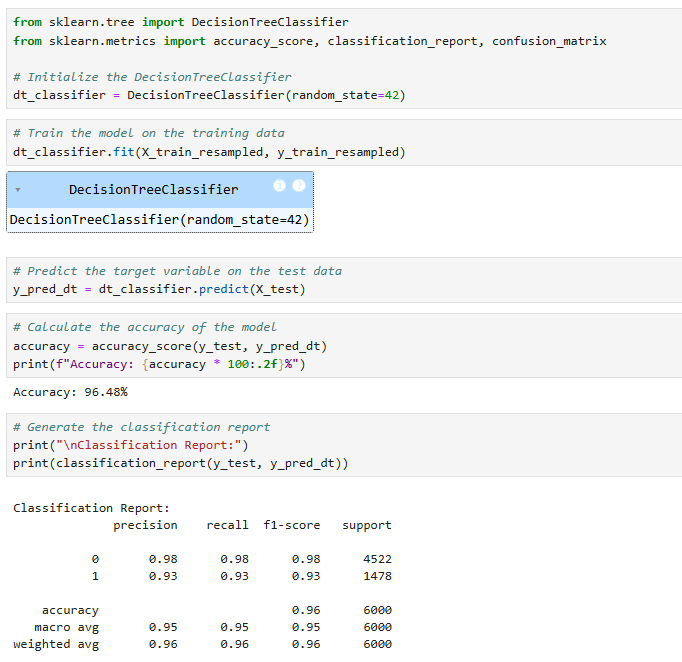 from sklearn.tree import DecisionTreeClassifier
from sklearn.metrics import accuracy_score, classification_report, confusion_matrix
# Initialize the DecisionTreeClassifier
dt_classifier = DecisionTreeClassifier(random_state=42)
# Train the model on the training data
dt_classifier.fit(X_train_resampled, y_train_resampled)
DecisionTreeClassifier i ?
DecisionTreeClassifier(random_state=42)
# Predict the target variable on the test data
y_pred_dt = dt_classifier.predict(X_test)
# Calculate the accuracy of the model
accuracy = accuracy_score(y_test, y_pred_dt)
print(f"Accuracy: {accuracy * 100:.2f}%")
Accuracy: 96.48%
# Generate the classification report
print("\nClassification Report:")
print(classification_report(y_test, y_pred_dt))
Classification Report:
precision recall f1-score support
0 0.98 0.98 0.98 4522
1 0.93 0.93 0.93 1478
accuracy 0.96 6000
macro avg 0.95 0.95 0.95 6000
weighted avg 0.96 0.96 0.96 6000